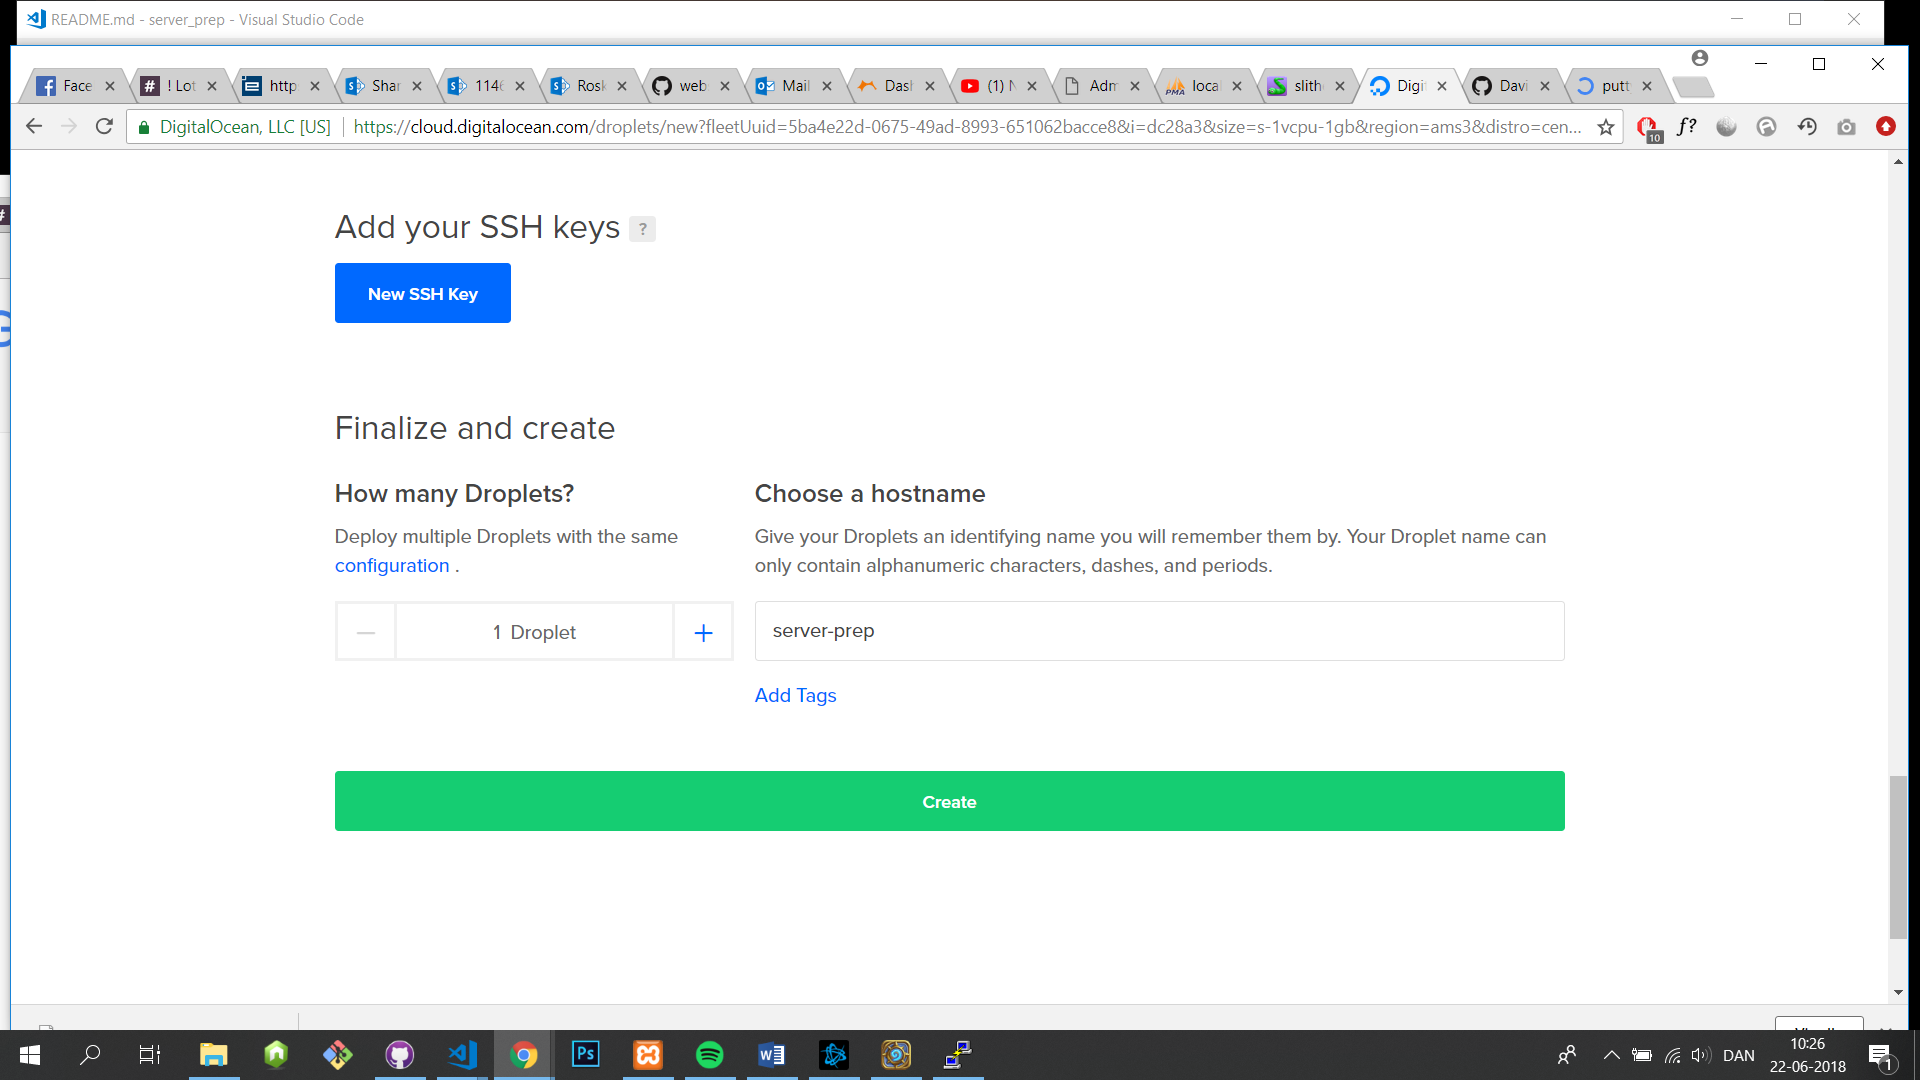 README.md - server_prep - Visual Studio Code
Face
! Lot
http
Shar
1146
Rosk
web
Mail
Dash
(1) N
Adm
local
slith
Digi
Davi
putt
DigitalOcean, LLC [US]
https://cloud.digitalocean.com/droplets/new?fleetUuid=5ba4e22d-0675-49ad-8993-651062bacce8&i=dc28a3&size=s-1vcpu-1gb&region=ams3&distro=cen...
10
f?
Add your SSH keys ?
New SSH Key
Finalize and create
How many Droplets?
Deploy multiple Droplets with the same
configuration .
1 Droplet
Choose a hostname
Give your Droplets an identifying name you will remember them by. Your Droplet name can
only contain alphanumeric characters, dashes, and periods.
server-prep
Add Tags
Create
DAN
10:26
22-06-2018
1